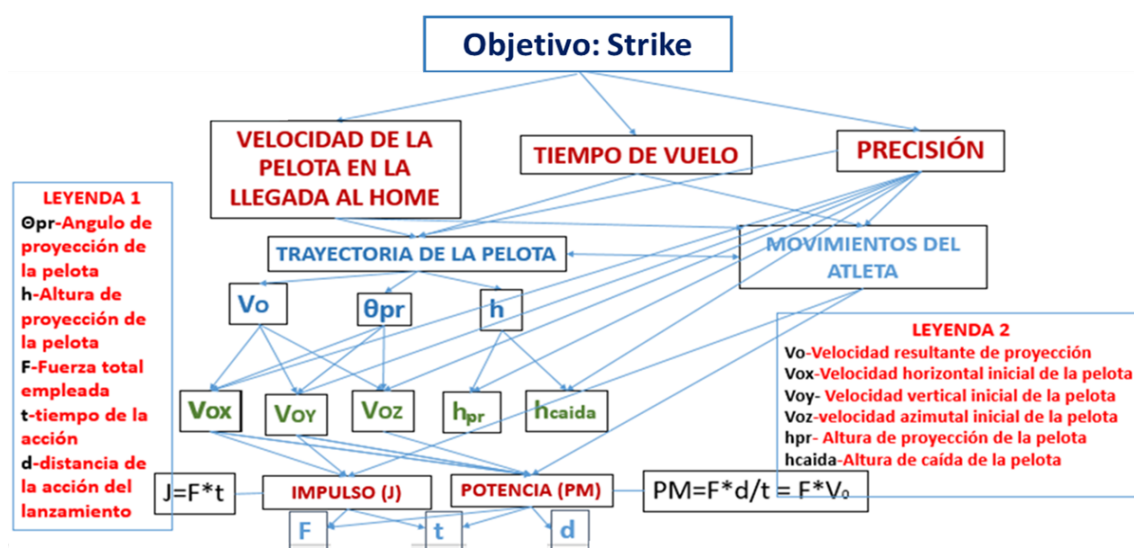 Objetivo: Strike
VELOCIDAD DE LA
PELOTA EN LA
LLEGADA AL HOME
TIEMPO DE VUELO
PRECISIÓN
LEYENDA 1
Θpr-Angulo de
proyección de
la pelota
h-Altura de
proyección de
la pelota
F-Fuerza total
empleada
t-tiempo de la
acción
d-distancia de
la acción del
lanzamiento
TRAYECTORIA DE LA PELOTA
MOVIMIENTOS DEL
ATLETA
Vo
θpr
h
LEYENDA 2
Vo-Velocidad resultante de proyección
Vox-Velocidad horizontal inicial de la pelota
Voy- Velocidad vertical inicial de la pelota
Voz-velocidad azimutal inicial de la pelota
hpr- Altura de proyección de la pelota
hcaida-Altura de caída de la pelota
Vox
Voy
Voz
hpr
hcaida
J=F*t
IMPULSO (J)
POTENCIA (PM)
PM=F*d/t = F*V₀
F
t
d